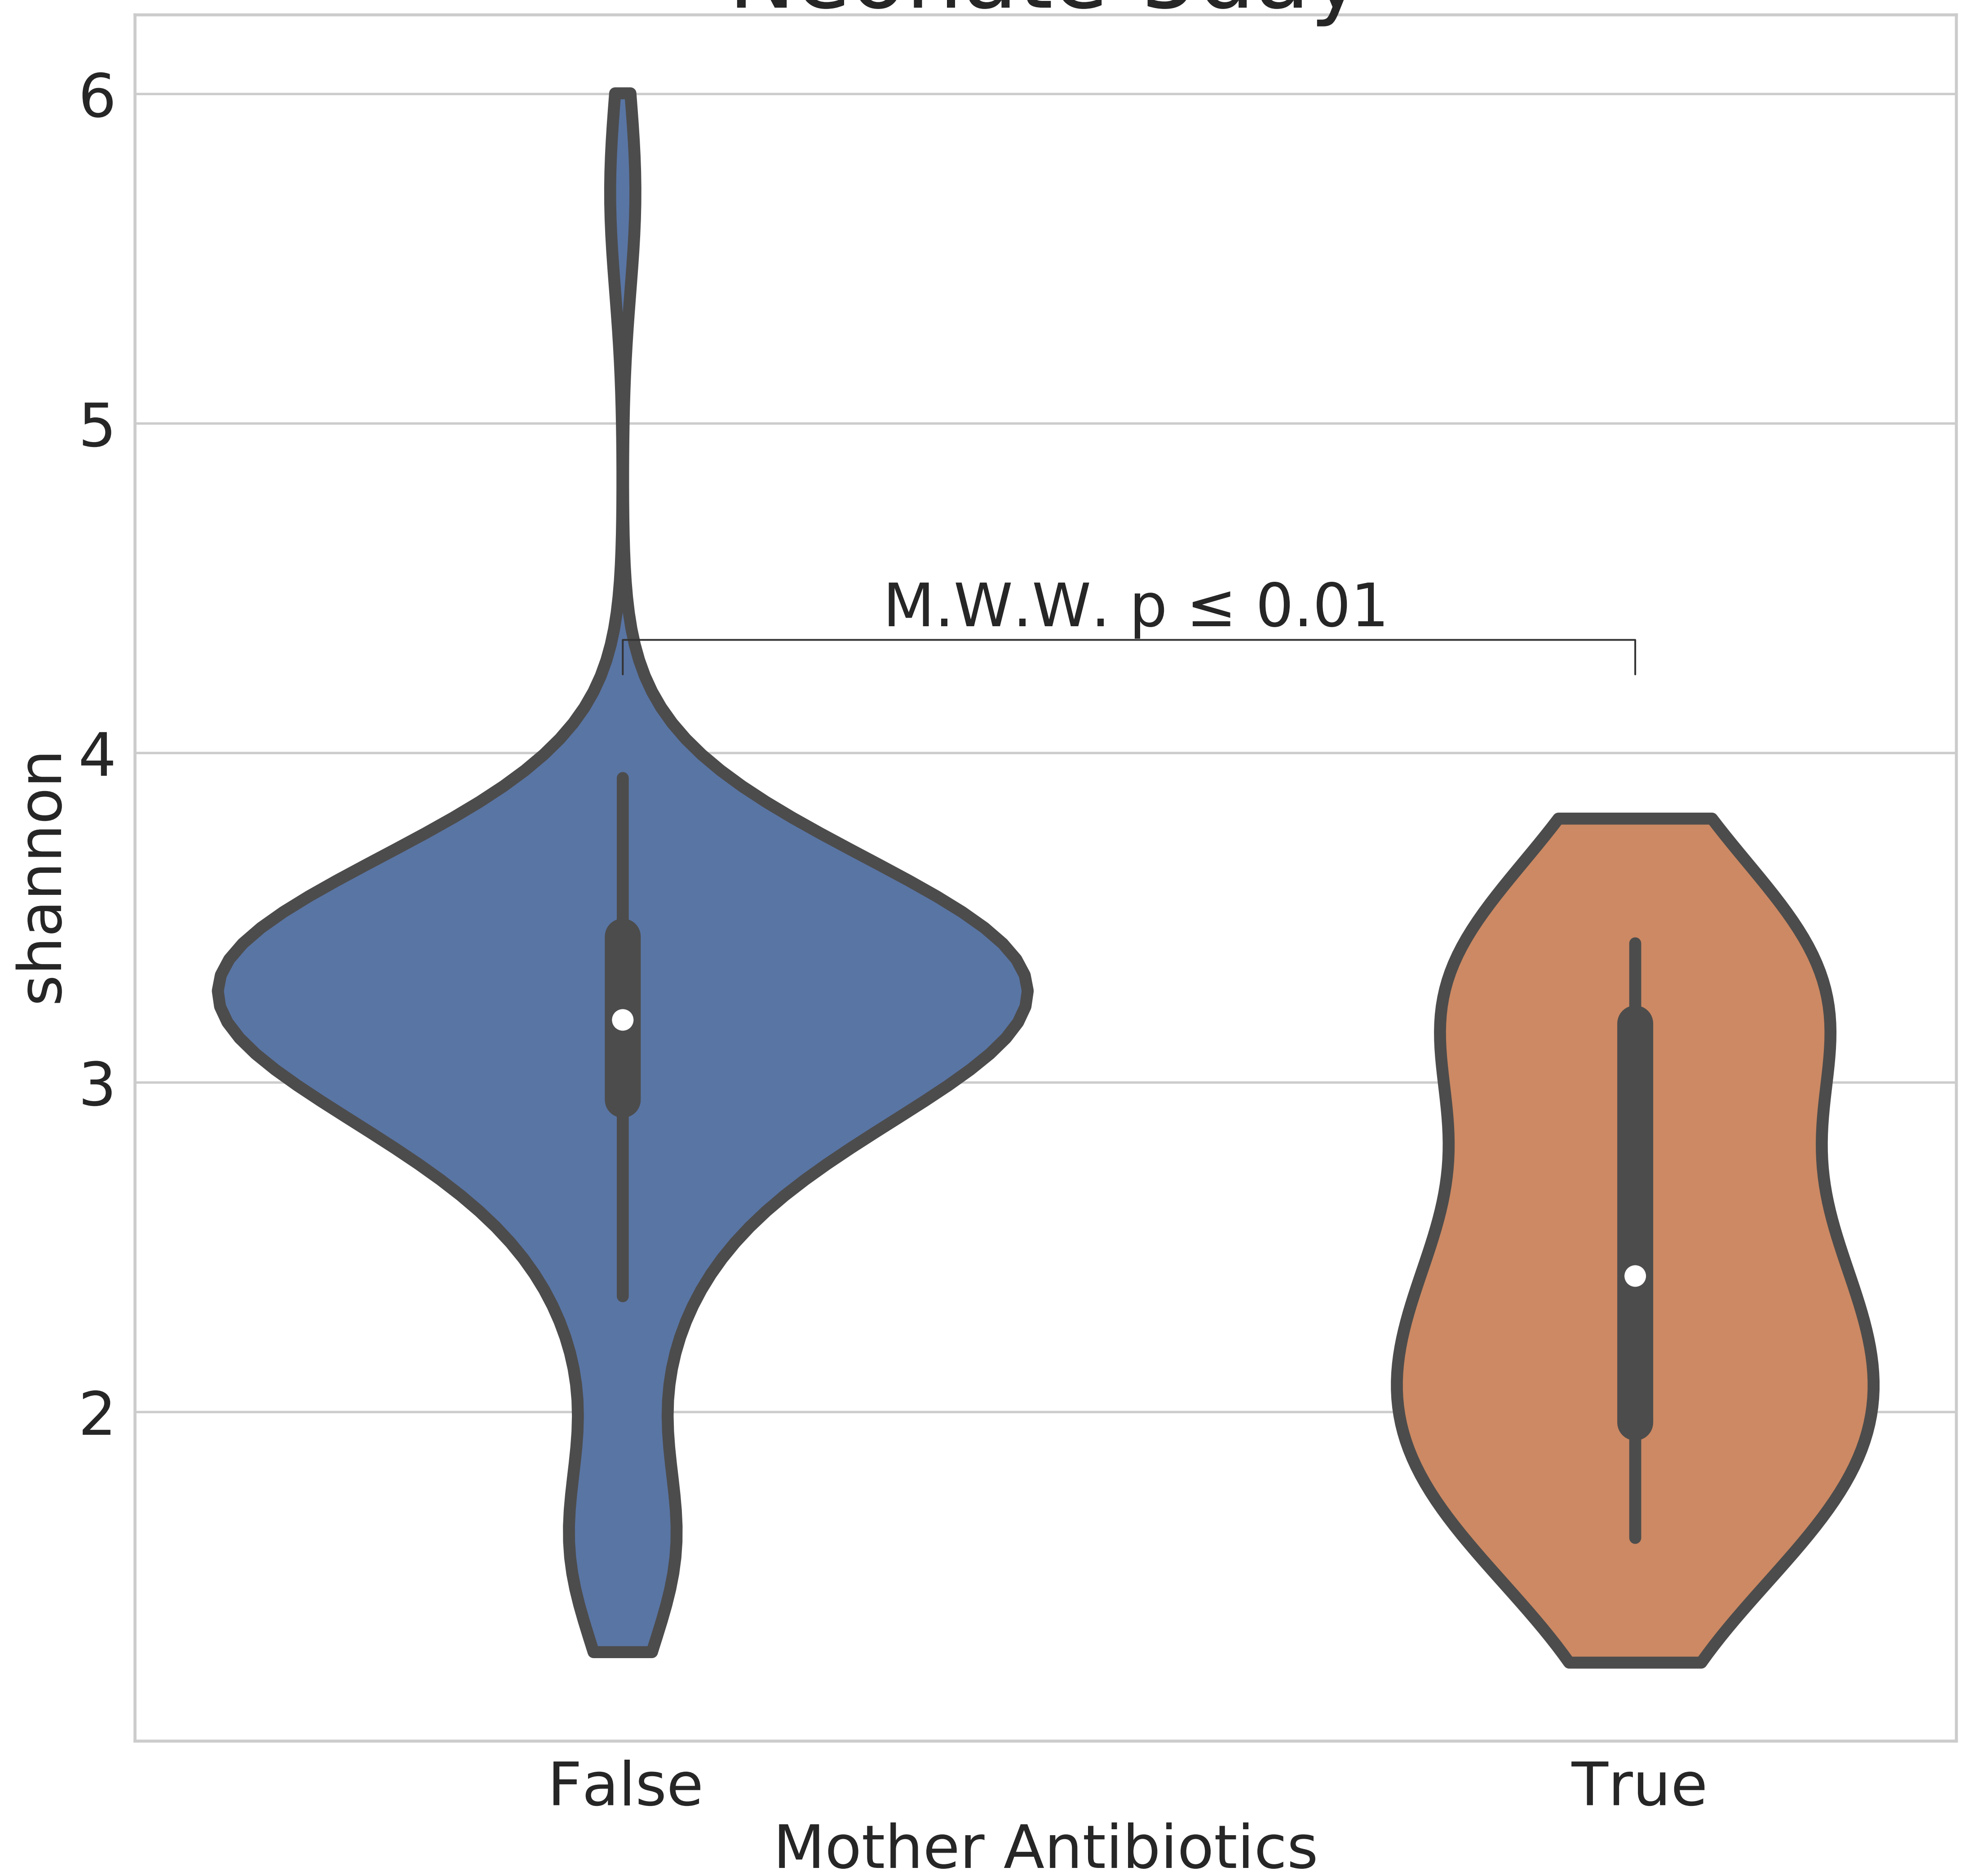 6
5
M.W.W. p ≤ 0.01
4
shannon
3
2
False True
Mother Antibiotics